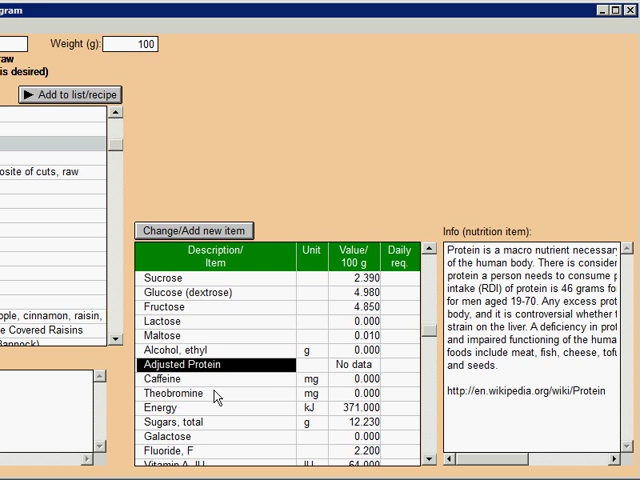 gram
Weight (g): 100
raw
is desired)
Add to list/recipe
osite of cuts, raw
pple, cinnamon, raisin,
e Covered Raisins
Bannock)
Change/Add new item
Info (nutrition item):
Description/ Item Unit Value/ 100 g Daily req.
Sucrose 2.390
Glucose (dextrose) 4.980
Fructose 4.850
Lactose 0.000
Maltose 0.010
Alcohol, ethyl g 0.000
Adjusted Protein No data
Caffeine mg 0.000
Theobromine mg 0.000
Energy kJ 371.000
Sugars, total g 12.230
Galactose 0.000
Fluoride, F 2.200
Vitamin A, IU IU 64.000
Protein is a macro nutrient necessar
of the human body. There is consider
protein a person needs to consume p
intake (RDI) of protein is 46 grams fo
for men aged 19-70. Any excess prot
body, and it is controversial whether t
strain on the liver. A deficiency in prot
and impaired functioning of the huma
foods include meat, fish, cheese, tofu
and seeds.
http://en.wikipedia.org/wiki/Protein